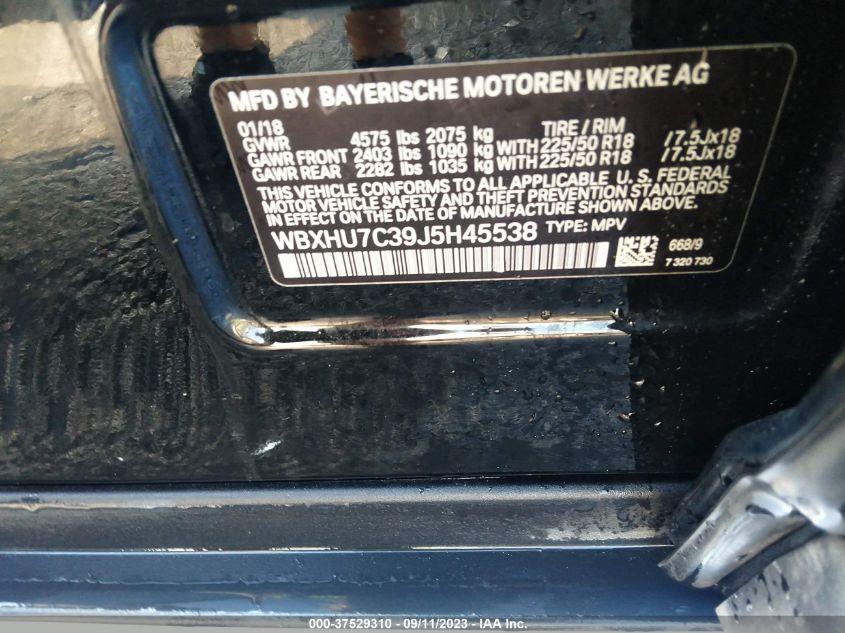 MFD BY BAYERISCHE MOTOREN WERKE AG
01/18 TIRE / RIM
GVWR 4575 lbs 2075 kg
GAWR FRONT 2403 lbs 1090 kg WITH 225/50 R18 /7.5Jx18
GAWR REAR 2282 lbs 1035 kg WITH 225/50 R18 /7.5Jx18
THIS VEHICLE CONFORMS TO ALL APPLICABLE U. S. FEDERAL
MOTOR VEHICLE SAFETY AND THEFT PREVENTION STANDARDS
IN EFFECT ON THE DATE OF MANUFACTURE SHOWN ABOVE.
WBXHU7C39J5H45538 TYPE: MPV
668/9
7 320 730
000-37529310 - 09/11/2023 - © IAA Inc.